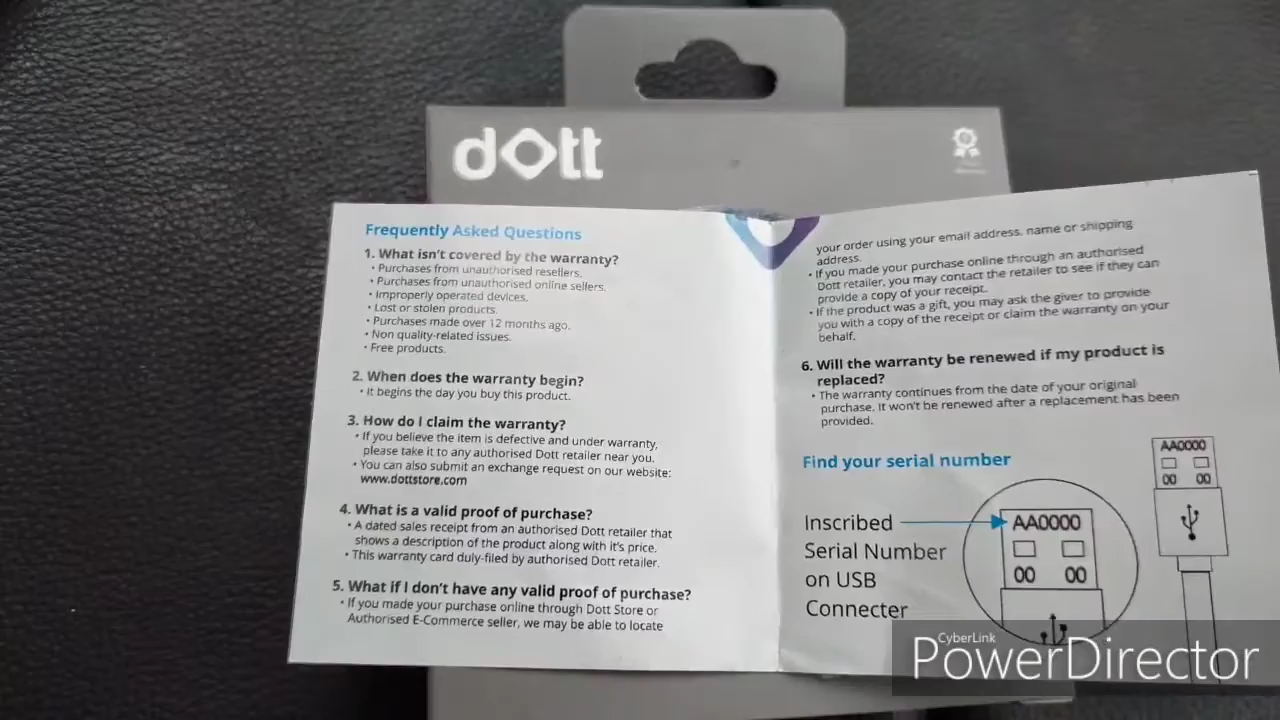 dott
Frequently Asked Questions
1. What isn't covered by the warranty?
• Purchases from unauthorised resellers.
• Purchases from unauthorised online sellers.
• Improperly operated devices.
• Lost or stolen products.
• Purchases made over 12 months ago.
• Non quality-related issues.
• Free products.
2. When does the warranty begin?
• It begins the day you buy this product.
3. How do I claim the warranty?
• If you believe the item is defective and under warranty,
please take it to any authorised Dott retailer near you.
• You can also submit an exchange request on our website:
www.dottstore.com
4. What is a valid proof of purchase?
• A dated sales receipt from an authorised Dott retailer that
shows a description of the product along with it's price.
• This warranty card duly-filed by authorised Dott retailer.
5. What if I don't have any valid proof of purchase?
• If you made your purchase online through Dott Store or
Authorised E-Commerce seller, we may be able to locate
your order using your email address, name or shipping
address.
• If you made your purchase online through an authorised
Dott retailer, you may contact the retailer to see if they can
provide a copy of your receipt.
• If the product was a gift, you may ask the giver to provide
you with a copy of the receipt or claim the warranty on your
behalf.
6. Will the warranty be renewed if my product is
replaced?
• The warranty continues from the date of your original
purchase. It won't be renewed after a replacement has been
provided.
Find your serial number
Inscribed
Serial Number
on USB
Connecter
AA0000
00 00
AA0000
00 00
CyberLink
PowerDirector